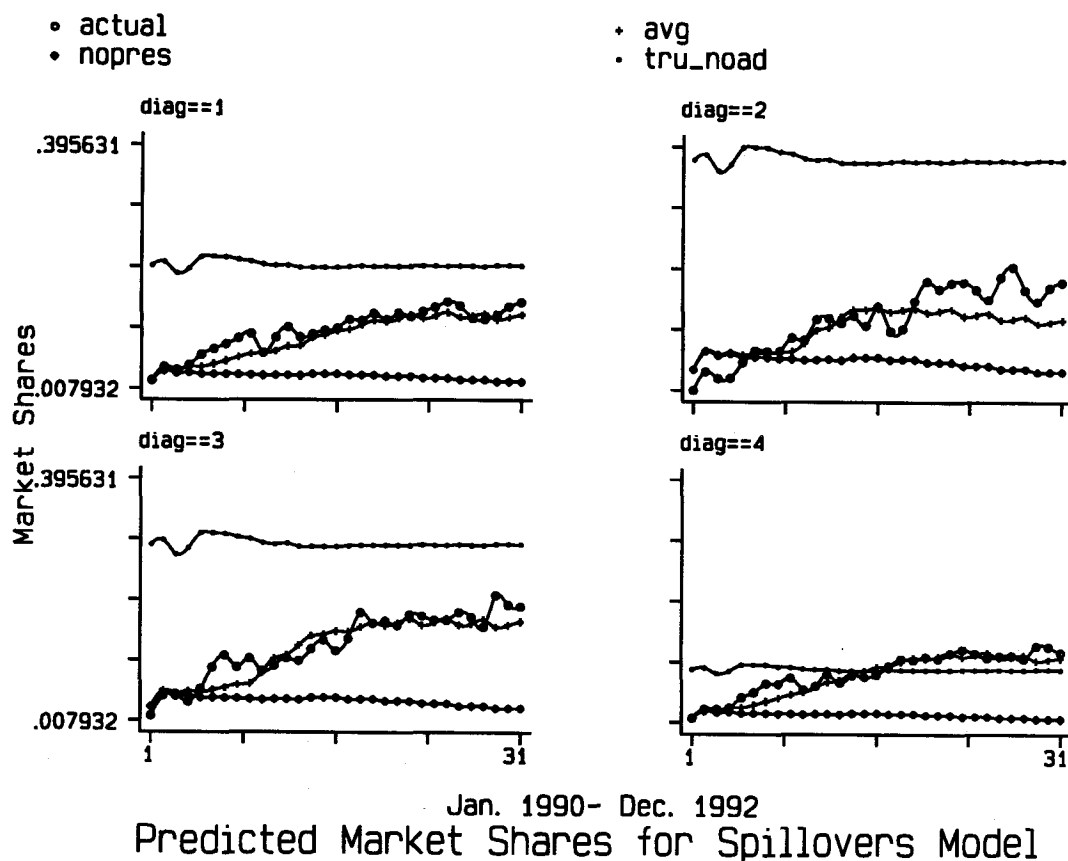 actual
nopres
avg
tru_noad
diag==1
diag==2
.395631
.007932
diag==3
diag==4
.395631
.007932
1
31
1
31
Market Shares
Jan. 1990- Dec. 1992
Predicted Market Shares for Spillovers Model